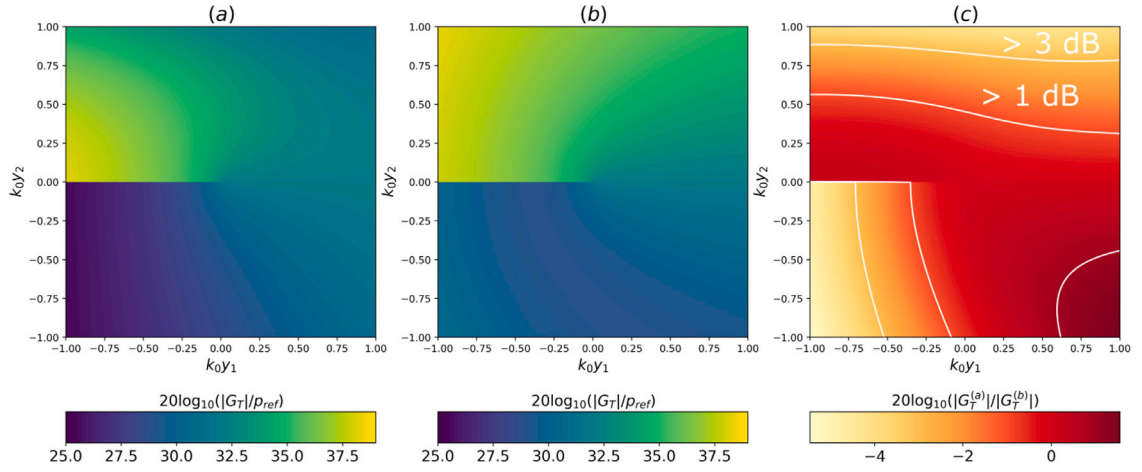 (a) (b) (c)
1.00 1.00 1.00
0.75 0.75 0.75
0.50 0.50 0.50
0.25 0.25 0.25
0.00 0.00 0.00
−0.25 −0.25 −0.25
−0.50 −0.50 −0.50
−0.75 −0.75 −0.75
−1.00 −1.00 −1.00
k₀y₂ k₀y₂ k₀y₂
> 3 dB
> 1 dB
−1.00 −0.75 −0.50 −0.25 0.00 0.25 0.50 0.75 1.00
−1.00 −0.75 −0.50 −0.25 0.00 0.25 0.50 0.75 1.00
−1.00 −0.75 −0.50 −0.25 0.00 0.25 0.50 0.75 1.00
k₀y₁ k₀y₁ k₀y₁
20log₁₀(|G_T|/p_ref) 20log₁₀(|G_T|/p_ref) 20log₁₀(|G_T^(a)|/|G_T^(b)|)
25.0 27.5 30.0 32.5 35.0 37.5
25.0 27.5 30.0 32.5 35.0 37.5
−4 −2 0